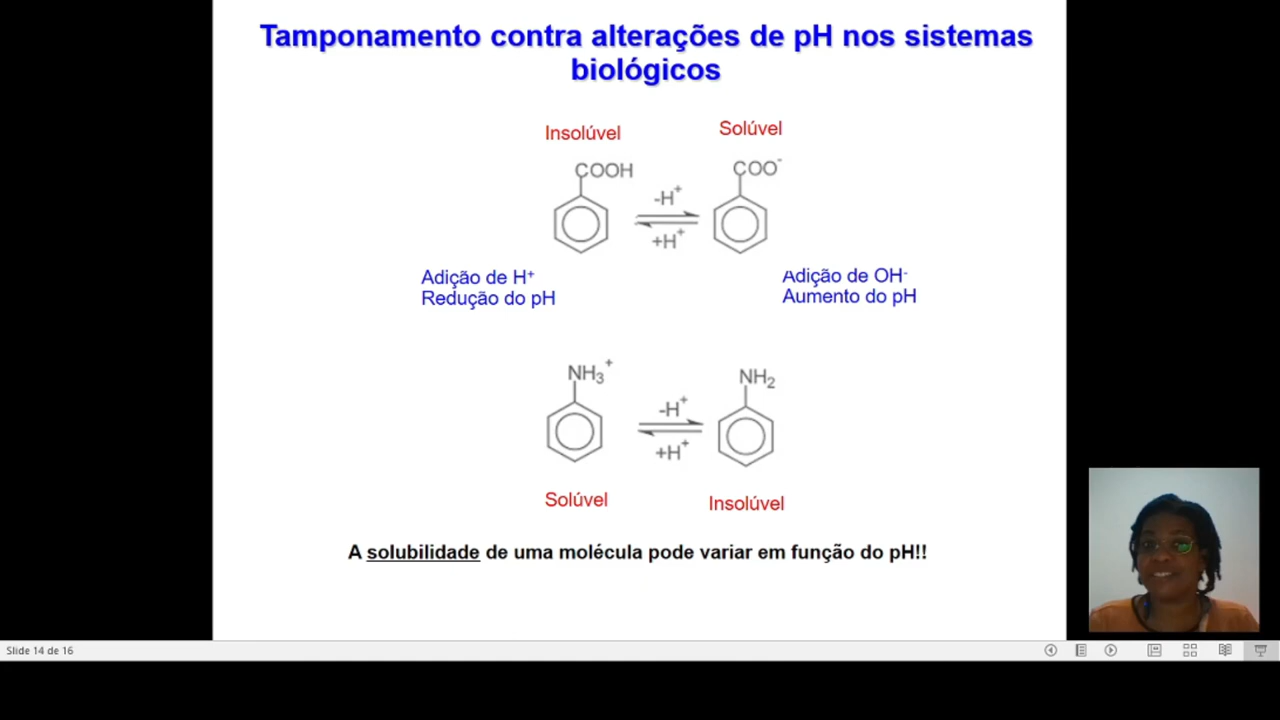 Tamponamento contra alterações de pH nos sistemas
biológicos
Insolúvel
Solúvel
COOH
COO-
-H+
+H+
Adição de H+
Redução do pH
Adição de OH-
Aumento do pH
NH3+
NH2
-H+
+H+
Solúvel
Insolúvel
A solubilidade de uma molécula pode variar em função do pH!!
Slide 14 de 16